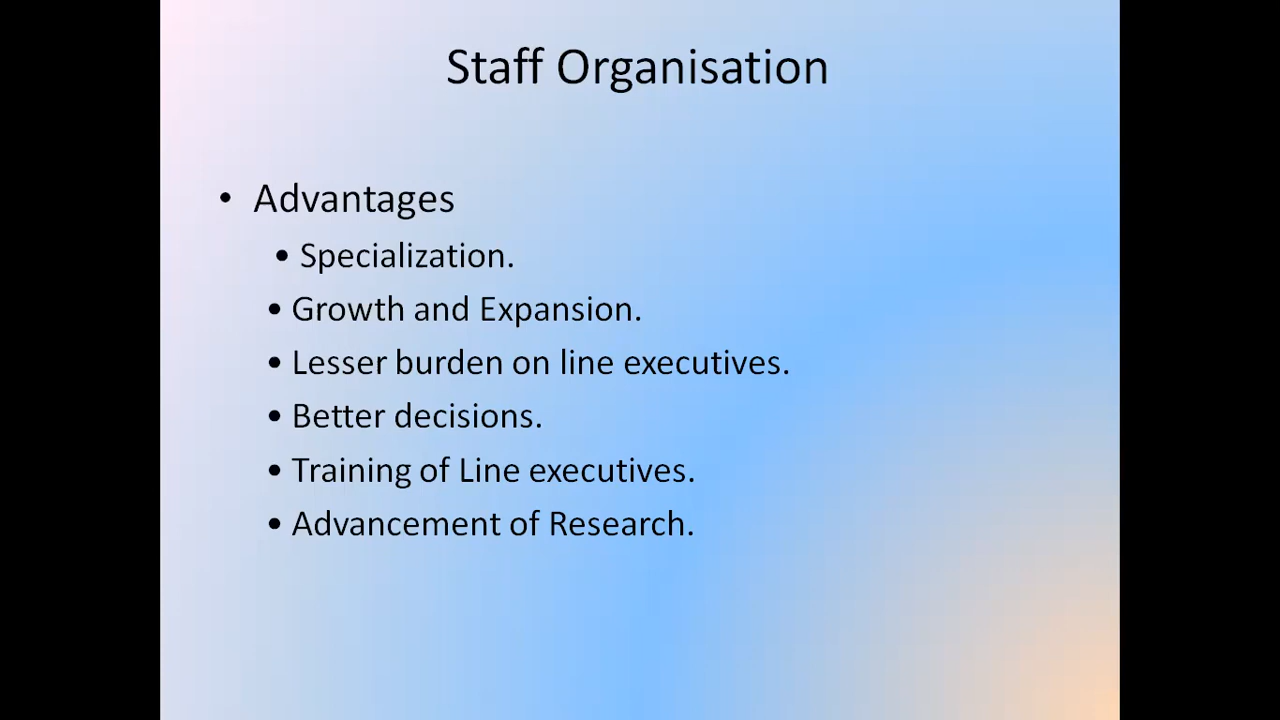 Staff Organisation
• Advantages
• Specialization.
• Growth and Expansion.
• Lesser burden on line executives.
• Better decisions.
• Training of Line executives.
• Advancement of Research.